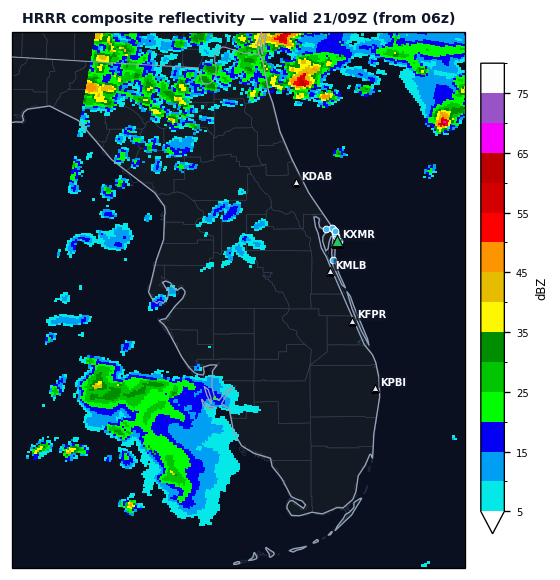 HRRR composite reflectivity — valid 21/09Z (from 06z)
KDAB
KXMR
KMLB
KFPR
KPBI
75
65
55
45
35
25
15
5
dBZ